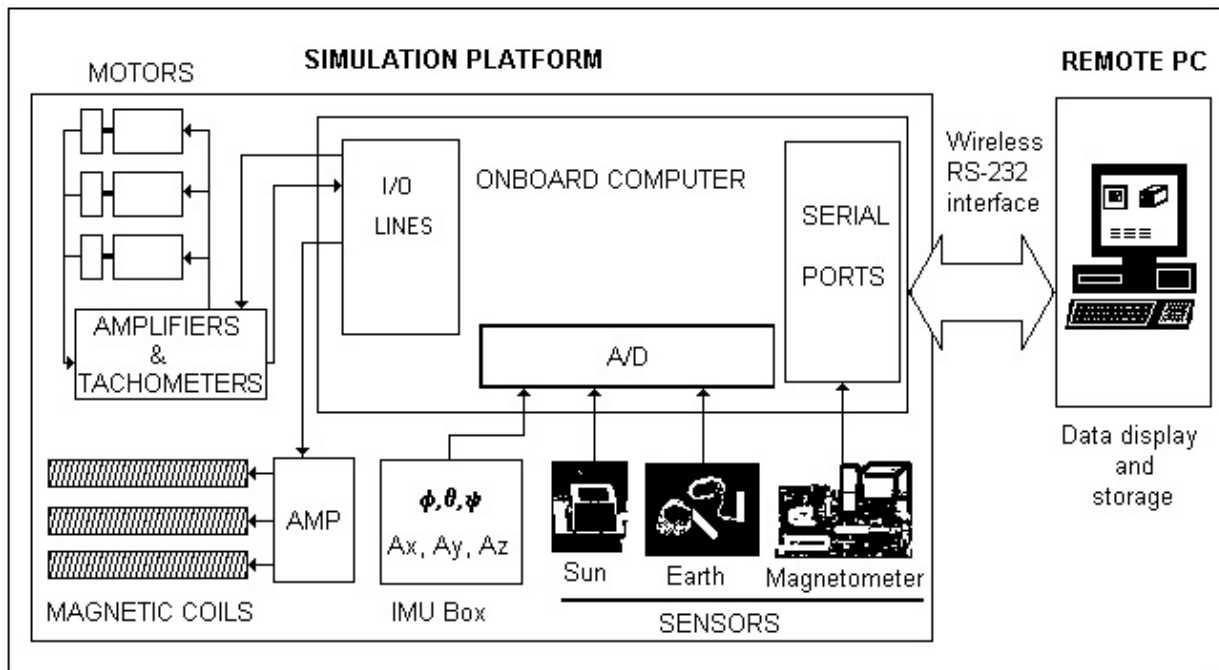 SIMULATION PLATFORM
REMOTE PC
MOTORS
I/O
LINES
ONBOARD COMPUTER
SERIAL
PORTS
Wireless
RS-232
interface
AMPLIFIERS
&
TACHOMETERS
A/D
Data display
and
storage
AMP
ϕ,θ,ψ
Ax, Ay, Az
MAGNETIC COILS
IMU Box
Sun
Earth
Magnetometer
SENSORS